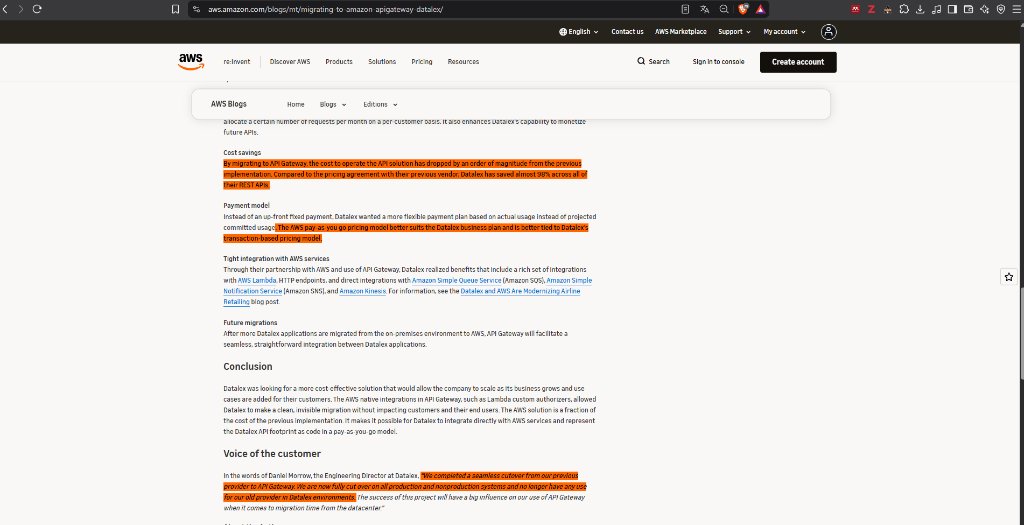 aws.amazon.com/blogs/mt/migrating-to-amazon-apigateway-datalex/
English
Contact us
AWS Marketplace
Support
My account
aws
re:Invent
Discover AWS
Products
Solutions
Pricing
Resources
Search
Sign in to console
Create account
AWS Blogs
Home
Blogs
Editions
allocate a certain number of requests per month on a per-customer basis. It also enhances Datalex's capability to monetize
future APIs.
Cost savings
By migrating to API Gateway, the cost to operate the API solution has dropped by an order of magnitude from the previous
implementation. Compared to the pricing agreement with their previous vendor, Datalex has saved almost 98% across all of
their REST APIs.
Payment model
Instead of an up-front fixed payment, Datalex wanted a more flexible payment plan based on actual usage instead of projected
committed usage. The AWS pay-as-you go pricing model better suits the Datalex business plan and is better tied to Datalex's
transaction-based pricing model.
Tight integration with AWS services
Through their partnership with AWS and use of API Gateway, Datalex realized benefits that include a rich set of integrations
with AWS Lambda, HTTP endpoints, and direct integrations with Amazon Simple Queue Service (Amazon SQS), Amazon Simple
Notification Service (Amazon SNS), and Amazon Kinesis. For information, see the Datalex and AWS Are Modernizing Airline
Retailing blog post.
Future migrations
After more Datalex applications are migrated from the on-premises environment to AWS, API Gateway will facilitate a
seamless, straightforward integration between Datalex applications.
Conclusion
Datalex was looking for a more cost-effective solution that would allow the company to scale as its business grows and use
cases are added for their customers. The AWS native integrations in API Gateway, such as Lambda custom authorizers, allowed
Datalex to make a clean, invisible migration without impacting customers and their end users. The AWS solution is a fraction of
the cost of the previous implementation. It makes it possible for Datalex to integrate directly with AWS services and represent
the Datalex API footprint as code in a pay-as-you-go model.
Voice of the customer
In the words of Daniel Morrow, the Engineering Director at Datalex, "We completed a seamless cutover from our previous
provider to API Gateway. We are now fully cut over on all production and nonproduction systems and no longer have any use
for our old provider in Datalex environments. The success of this project will have a big influence on our use of API Gateway
when it comes to migration time from the datacenter."